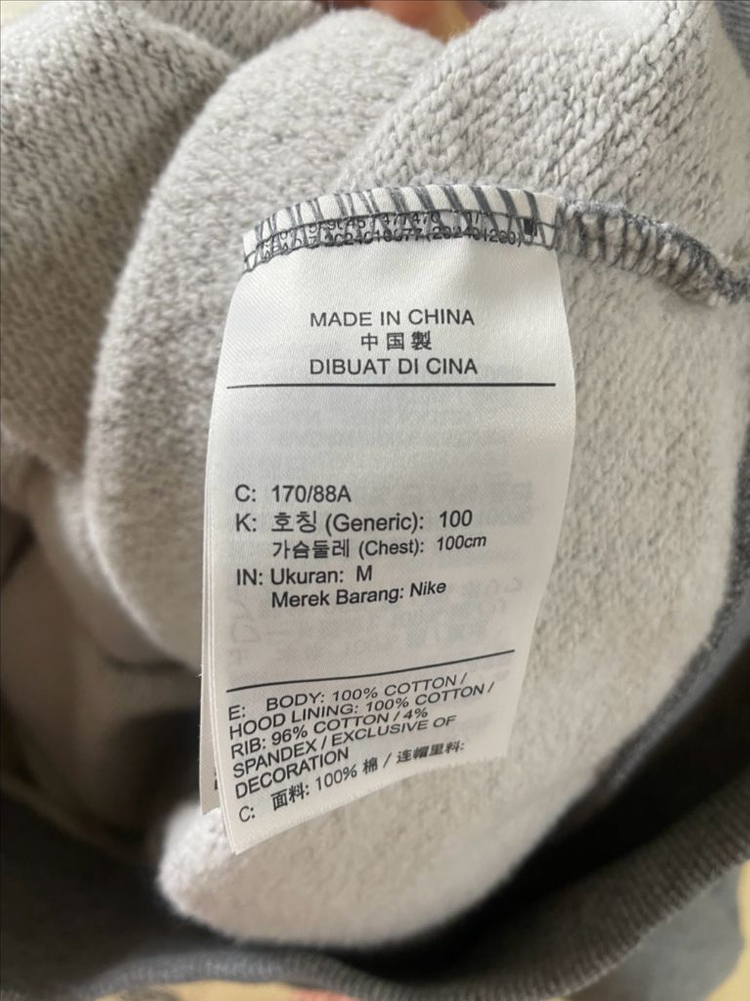 MADE IN CHINA
中国製
DIBUAT DI CINA
C: 170/88A
K: 호칭 (Generic): 100
가슴둘레 (Chest): 100cm
IN: Ukuran: M
Merek Barang: Nike
E: BODY: 100% COTTON /
HOOD LINING: 100% COTTON /
RIB: 96% COTTON / 4%
SPANDEX / EXCLUSIVE OF
DECORATION
C: 面料: 100% 棉 / 连帽里料: